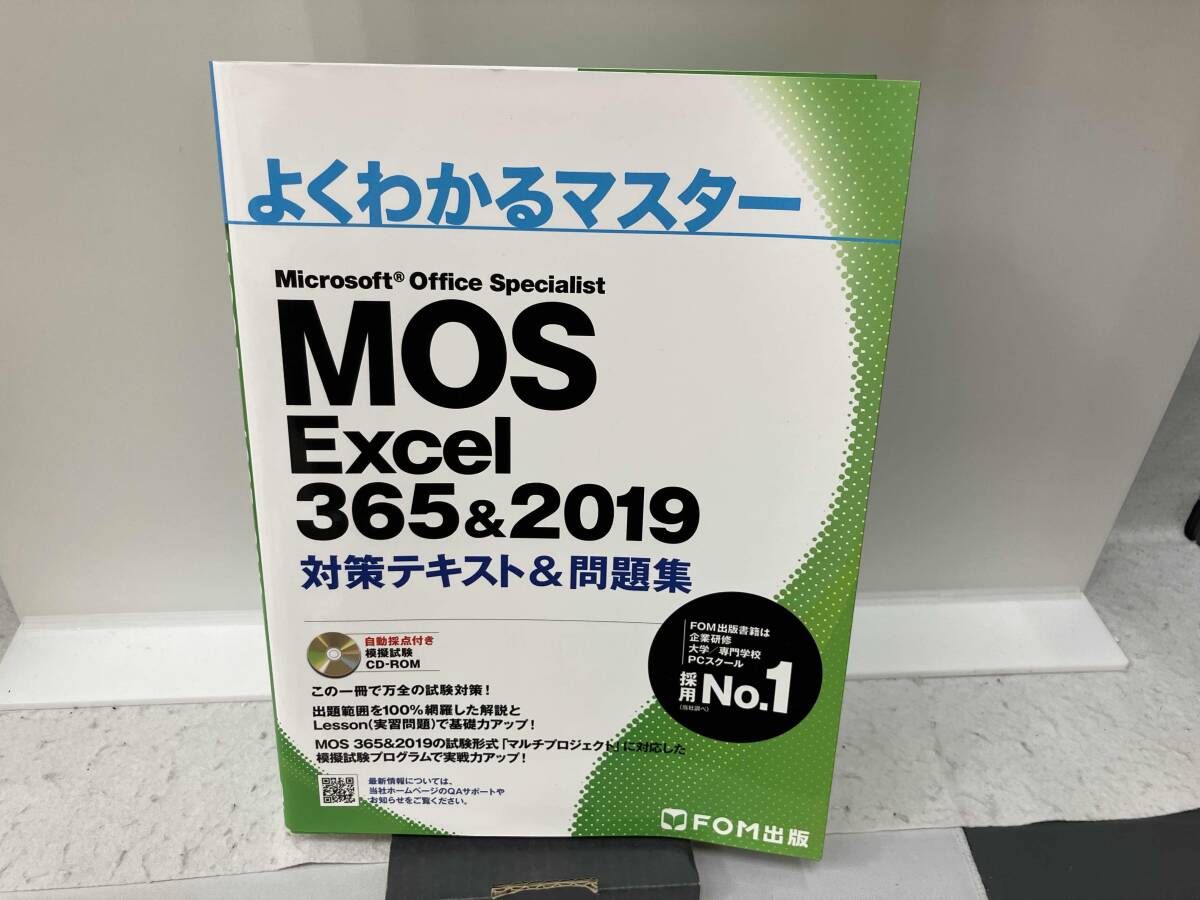 よくわかるマスター
Microsoft® Office Specialist
MOS
Excel
365&2019
対策テキスト&問題集
自動採点付き
模擬試験
CD-ROM
FOM出版書籍は
企業研修
大学/専門学校
PCスクール
採用 No.1
(当社調べ)
この一冊で万全の試験対策!
出題範囲を100%網羅した解説と
Lesson(実習問題)で基礎力アップ!
MOS 365&2019の試験形式「マルチプロジェクト」に対応した
模擬試験プログラムで実戦力アップ!
最新情報については、
当社ホームページのQAサポートや
お知らせをご覧ください。
FOM出版